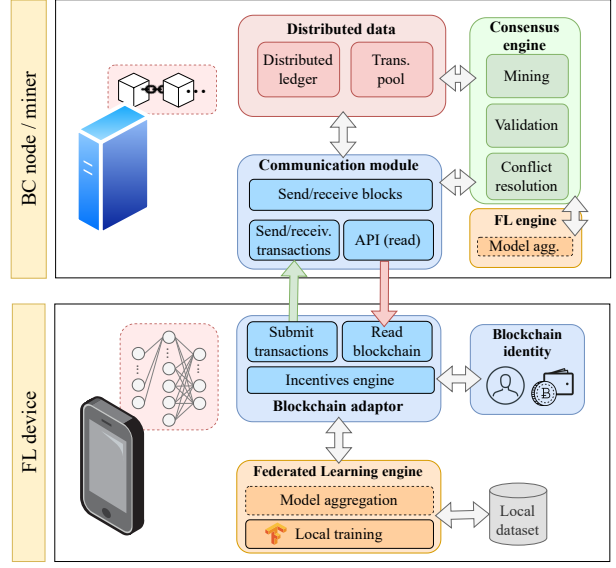 BC node / miner
Distributed data
Distributed
ledger
Trans.
pool
Consensus
engine
Mining
Validation
Conflict
resolution
Communication module
Send/receive blocks
Send/receiv.
transactions
API (read)
FL engine
Model agg.
FL device
Submit
transactions
Read
blockchain
Incentives engine
Blockchain adaptor
Blockchain
identity
Federated Learning engine
Model aggregation
Local training
Local
dataset